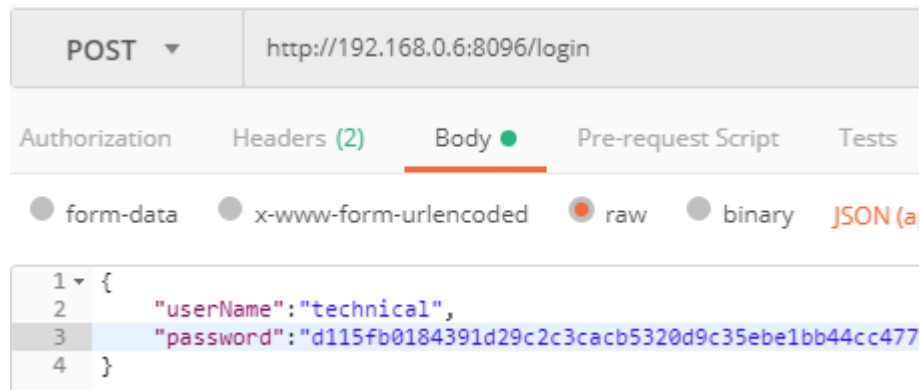 POST http://192.168.0.6:8096/login
Authorization Headers (2) Body Pre-request Script Tests
form-data x-www-form-urlencoded raw binary JSON (a
1 {
2 "userName":"technical",
3 "password":"d115fb0184391d29c2c3cacb5320d9c35ebe1bb44cc477
4 }